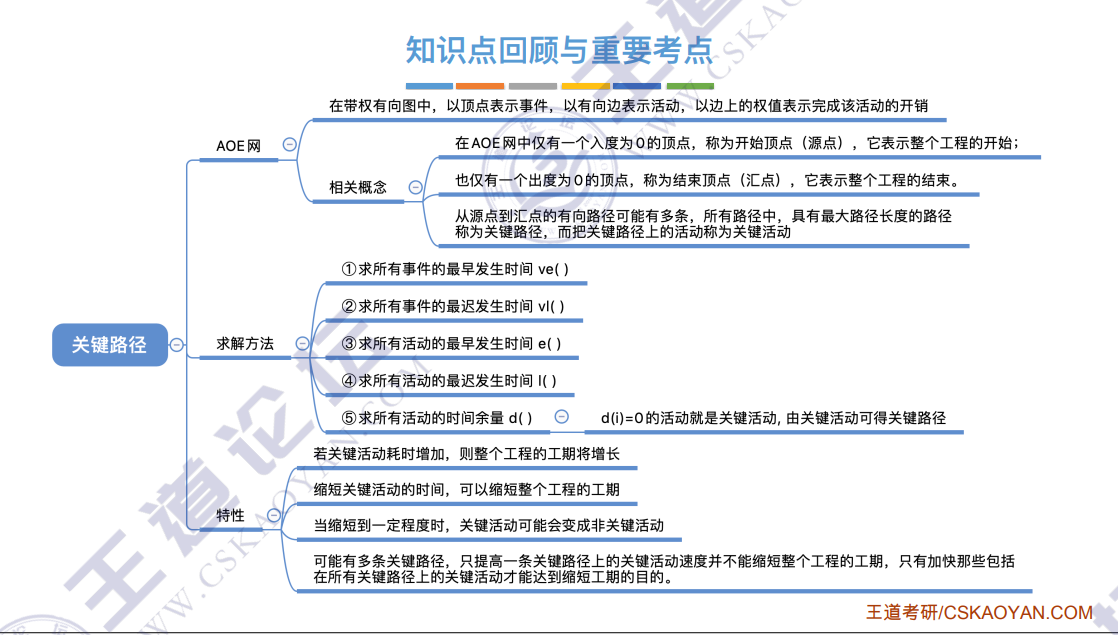 知识点回顾与重要考点
在带权有向图中，以顶点表示事件，以有向边表示活动，以边上的权值表示完成该活动的开销
AOE网
在AOE网中仅有一个入度为0的顶点，称为开始顶点（源点），它表示整个工程的开始；
相关概念
也仅有一个出度为0的顶点，称为结束顶点（汇点），它表示整个工程的结束。
从源点到汇点的有向路径可能有多条，所有路径中，具有最大路径长度的路径
称为关键路径，而把关键路径上的活动称为关键活动
①求所有事件的最早发生时间 ve( )
②求所有事件的最迟发生时间 vl( )
关键路径
求解方法
③求所有活动的最早发生时间 e( )
④求所有活动的最迟发生时间 l( )
⑤求所有活动的时间余量 d( )
d(i)=0的活动就是关键活动, 由关键活动可得关键路径
若关键活动耗时增加，则整个工程的工期将增长
缩短关键活动的时间，可以缩短整个工程的工期
特性
当缩短到一定程度时，关键活动可能会变成非关键活动
可能有多条关键路径，只提高一条关键路径上的关键活动速度并不能缩短整个工程的工期，只有加快那些包括
在所有关键路径上的关键活动才能达到缩短工期的目的。
王道考研/CSKAOYAN.COM
王道论坛
WWW.CSKAOYAN.COM